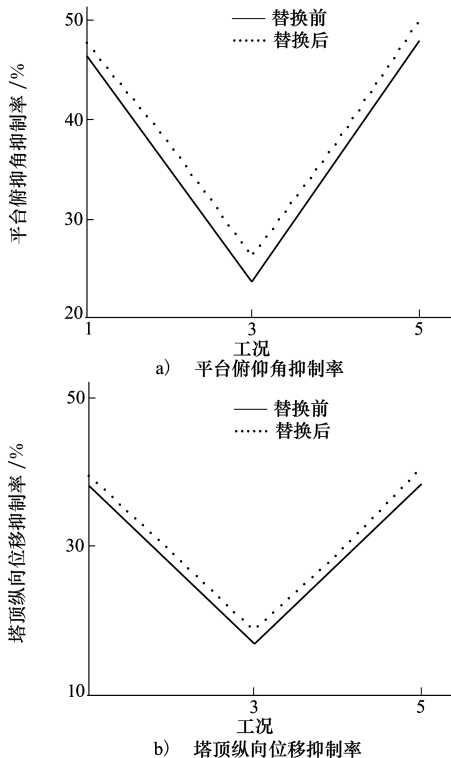 50
替换前
替换后
40
30
20
平台俯抑角抑制率 /%
1
3
5
工况
a） 平台俯仰角抑制率
50
替换前
替换后
30
10
塔顶纵向位移抑制率 /%
3
5
工况
b） 塔顶纵向位移抑制率